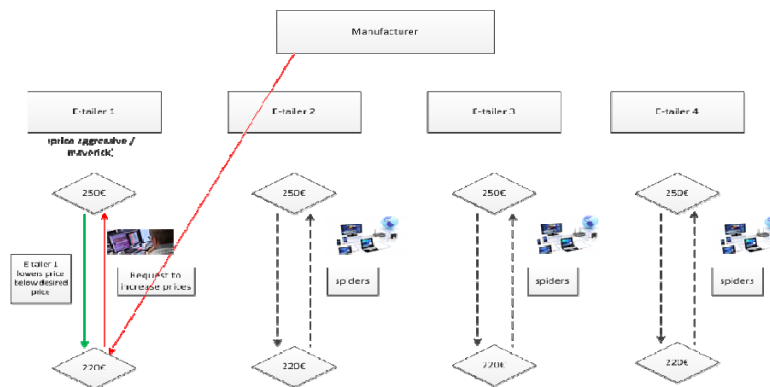 Manufacturer
E-tailer 1
E-tailer 2
E-tailer 3
E-tailer 4
(price aggressive /
maverick)
250€
250€
250€
250€
E-tailer 1
lowers price
below desired
price
Request to
increase prices
spiders
spiders
spiders
220€
220€
220€
220€